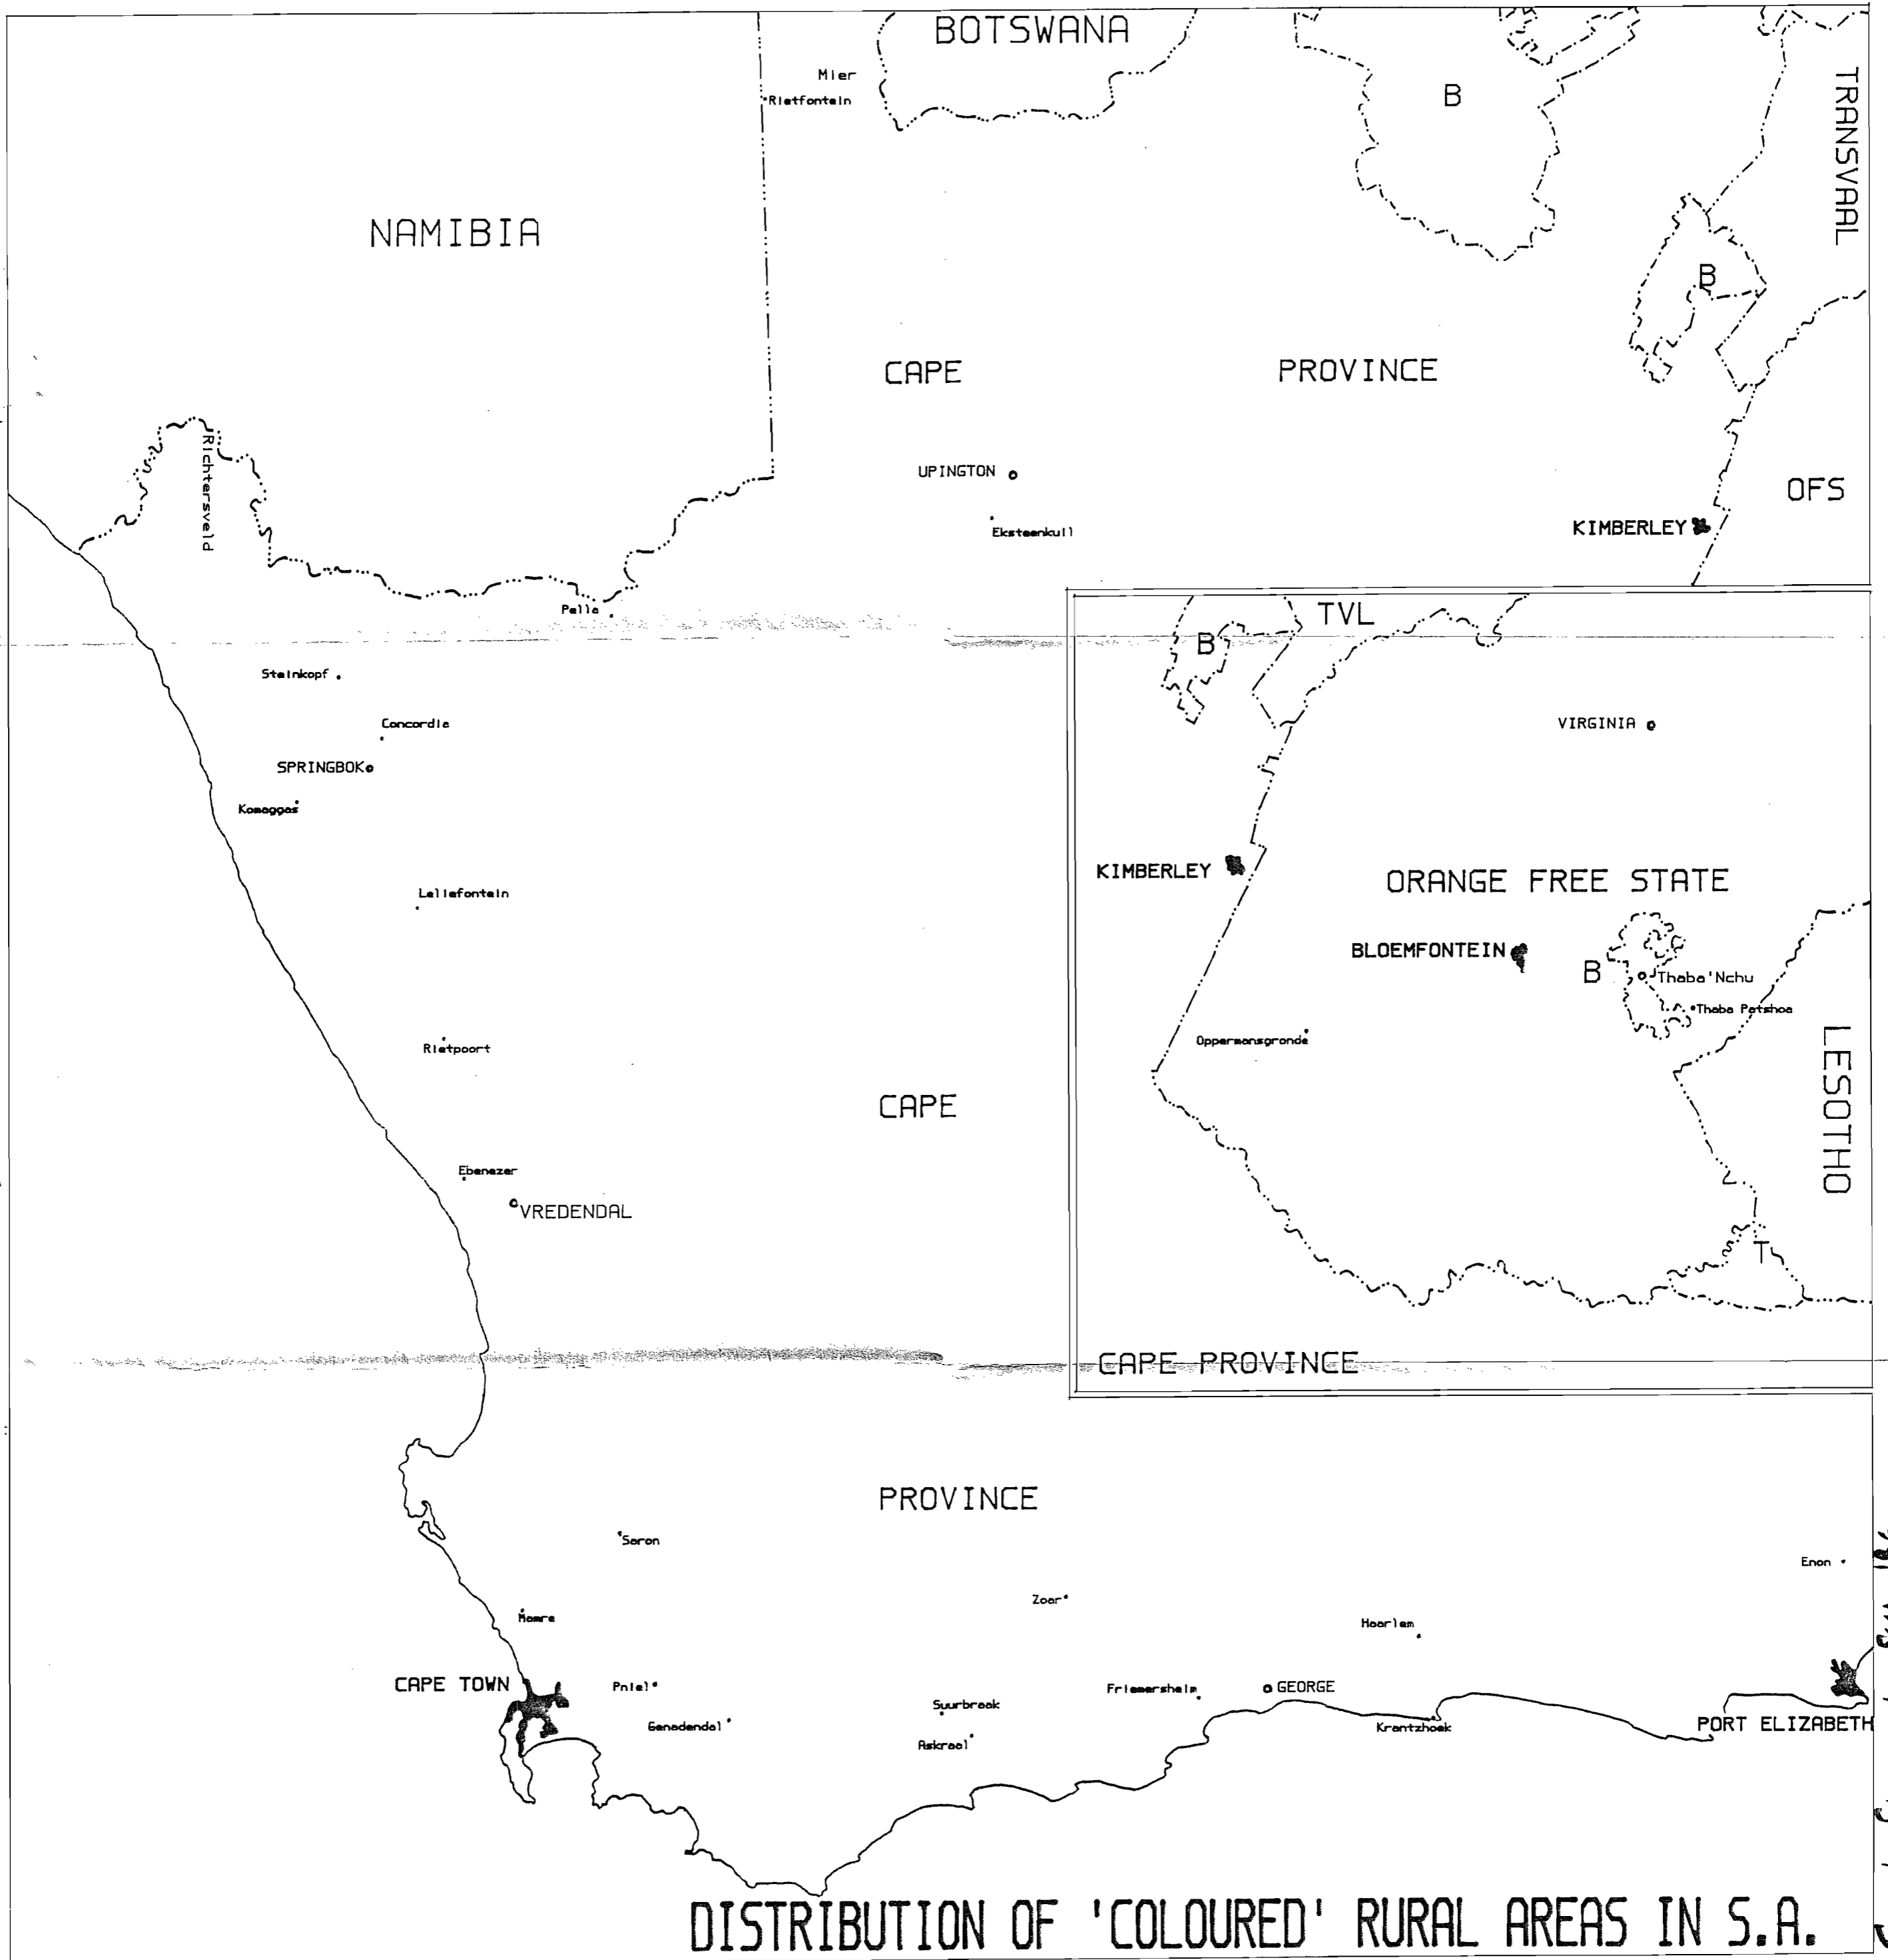 BOTSWANA
Mier
Rietfontein
B
TRANSVAAL
NAMIBIA
B
CAPE PROVINCE
Richtersveld
UPINGTON
OFS
Eksteenkuil
KIMBERLEY
Pella
TVL
B
Steinkopf
Concordia
VIRGINIA
SPRINGBOK
Komaggas
KIMBERLEY
ORANGE FREE STATE
Leliefontein
BLOEMFONTEIN
B
Thaba'Nchu
Thaba Patshoa
Oppermansgronde
Rietpoort
LESOTHO
CAPE
Ebenezer
VREDENDAL
T
CAPE PROVINCE
PROVINCE
Saron
Enon
Zoar
Mamre
Haarlem
CAPE TOWN
Pniel
Friemersheim
GEORGE
Suurbraak
Genadendal
Krantzhoek
PORT ELIZABETH
Askraal
DISTRIBUTION OF 'COLOURED' RURAL AREAS IN S.A.